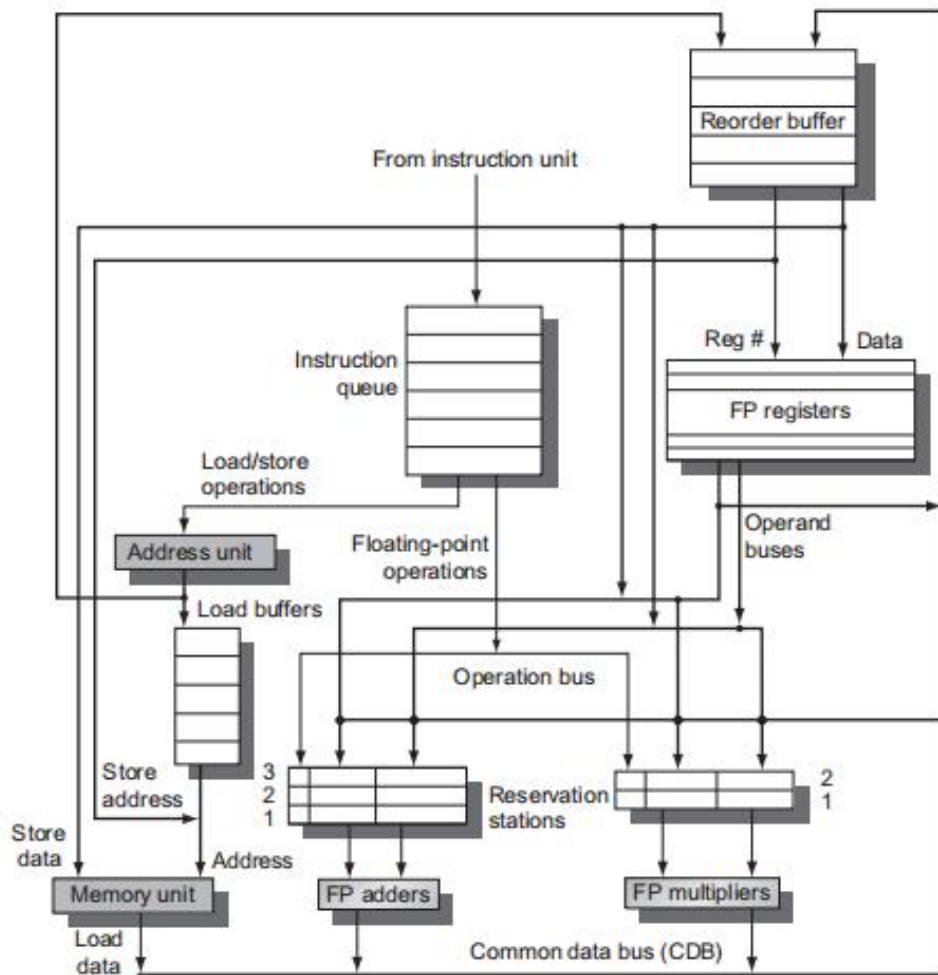 Reorder buffer
From instruction unit
Reg #
Data
Instruction
queue
FP registers
Load/store
operations
Operand
buses
Floating-point
operations
Address unit
Load buffers
Operation bus
3
2
1
Reservation
stations
2
1
Store
address
Store
data
Address
Memory unit
FP adders
FP multipliers
Load
data
Common data bus (CDB)